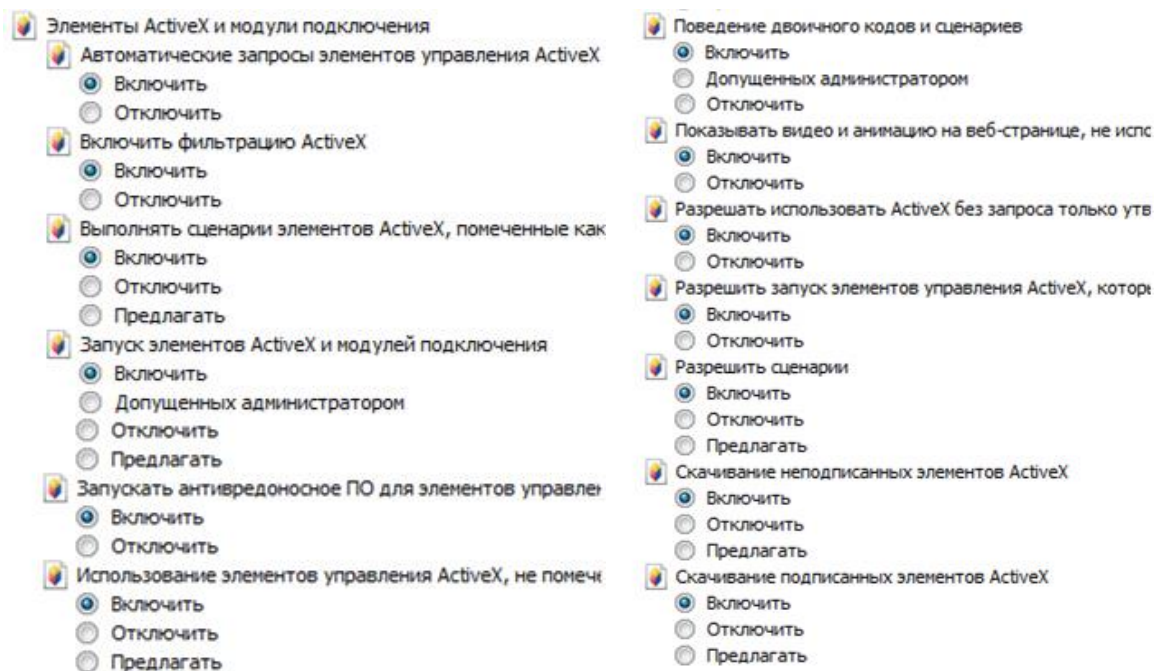 Элементы ActiveX и модули подключения
Автоматические запросы элементов управления ActiveX
Включить
Отключить
Включить фильтрацию ActiveX
Включить
Отключить
Выполнять сценарии элементов ActiveX, помеченные как
Включить
Отключить
Предлагать
Запуск элементов ActiveX и модулей подключения
Включить
Допущенных администратором
Отключить
Предлагать
Запускать антивредоносное ПО для элементов управлен
Включить
Отключить
Использование элементов управления ActiveX, не помече
Включить
Отключить
Предлагать
Поведение двоичного кодов и сценариев
Включить
Допущенных администратором
Отключить
Показывать видео и анимацию на веб-странице, не испо
Включить
Отключить
Разрешать использовать ActiveX без запроса только утв
Включить
Отключить
Разрешить запуск элементов управления ActiveX, которы
Включить
Отключить
Разрешить сценарии
Включить
Отключить
Предлагать
Скачивание неподписанных элементов ActiveX
Включить
Отключить
Предлагать
Скачивание подписанных элементов ActiveX
Включить
Отключить
Предлагать